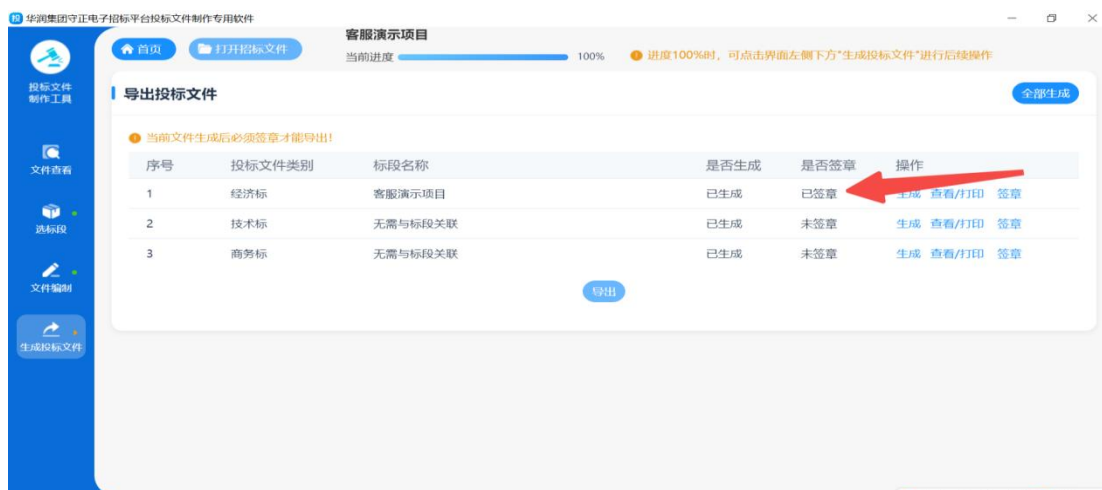 华润集团守正电子招标平台投标文件制作专用软件
投标文件
制作工具
首页
打开招标文件
客服演示项目
当前进度 100%
进度100%时，可点击界面左侧下方"生成投标文件"进行后续操作
导出投标文件
全部生成
当前文件生成后必须签章才能导出!
序号 投标文件类别 标段名称 是否生成 是否签章 操作
1 经济标 客服演示项目 已生成 已签章 生成 查看/打印 签章
2 技术标 无需与标段关联 已生成 未签章 生成 查看/打印 签章
3 商务标 无需与标段关联 已生成 未签章 生成 查看/打印 签章
导出
文件查看
选标段
文件编制
生成投标文件